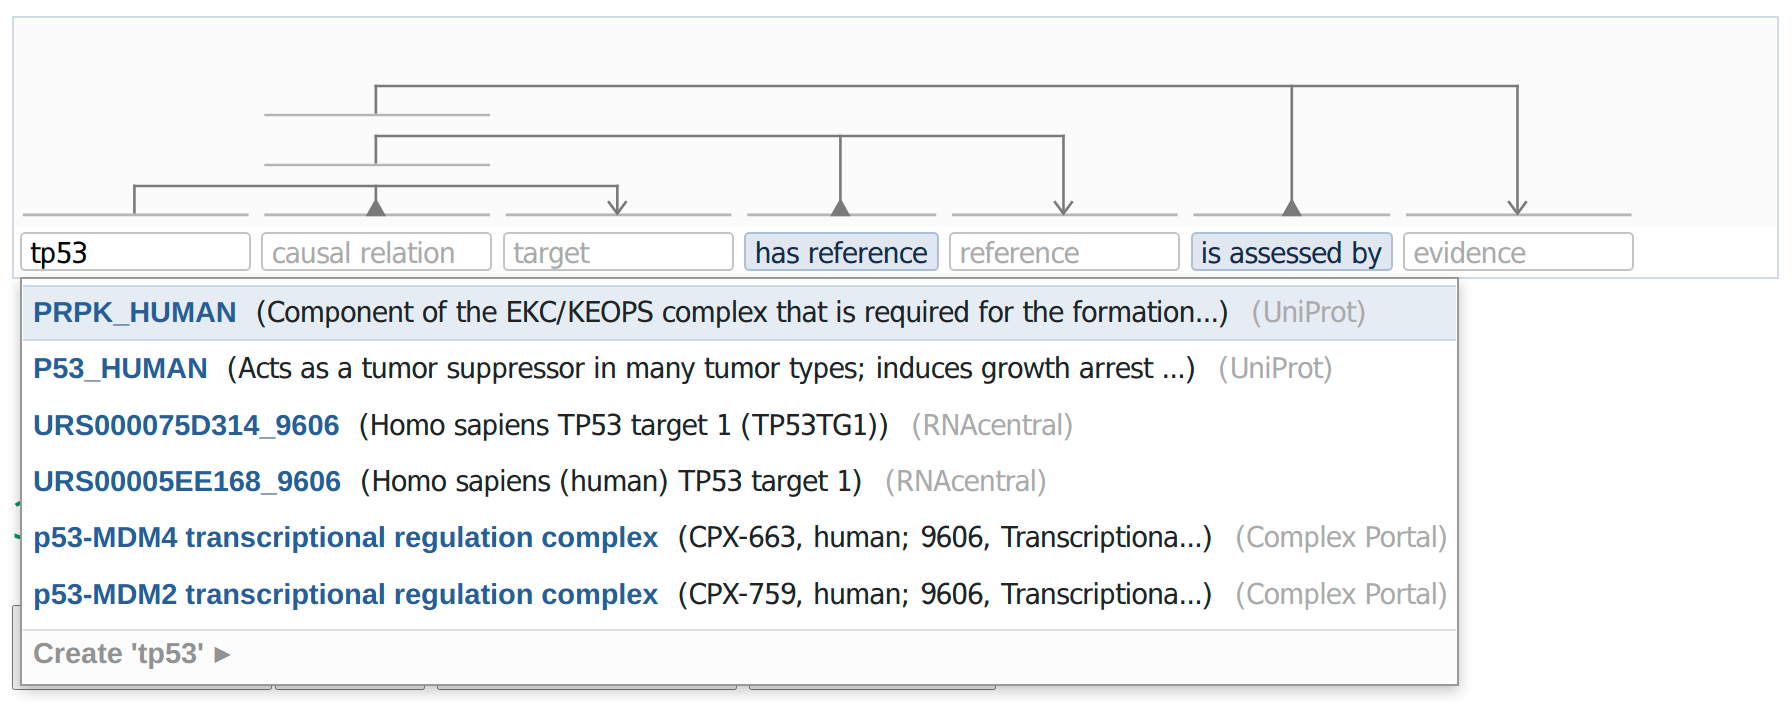 tp53 causal relation target has reference reference is assessed by evidence
PRPK_HUMAN (Component of the EKC/KEOPS complex that is required for the formation...) (UniProt)
P53_HUMAN (Acts as a tumor suppressor in many tumor types; induces growth arrest ...) (UniProt)
URS000075D314_9606 (Homo sapiens TP53 target 1 (TP53TG1)) (RNAcentral)
URS00005EE168_9606 (Homo sapiens (human) TP53 target 1) (RNAcentral)
p53-MDM4 transcriptional regulation complex (CPX-663, human; 9606, Transcriptiona...) (Complex Portal)
p53-MDM2 transcriptional regulation complex (CPX-759, human; 9606, Transcriptiona...) (Complex Portal)
Create 'tp53' ►